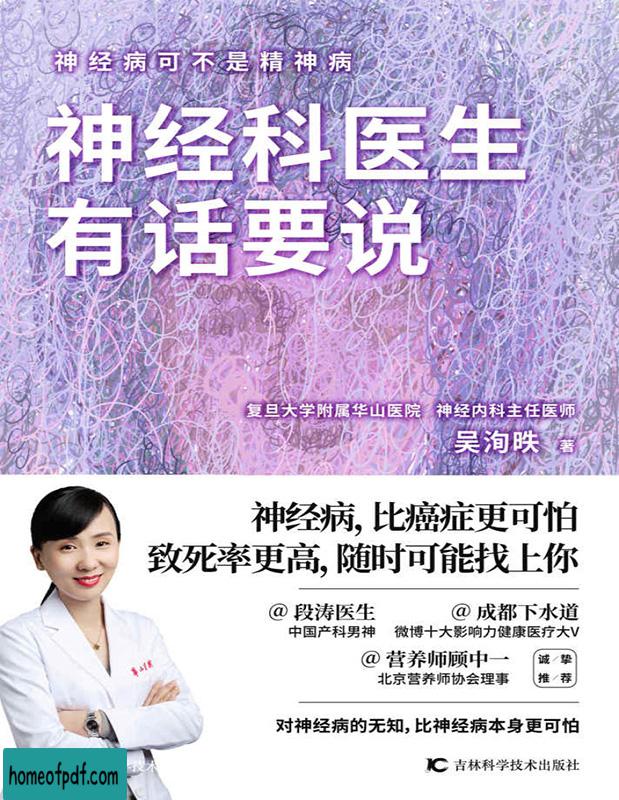 神经病可不是精神病
神经科医生
有话要说
复旦大学附属华山医院 神经内科主任医师
吴洵昳 著
神经病, 比癌症更可怕
致死率更高, 随时可能找上你
@ 段涛医生 @ 成都下水道
中国产科男神 微博十大影响力健康医疗大V
@ 营养师顾中一 诚/挚
北京营养师协会理事 推/荐
对神经病的无知, 比神经病本身更可怕
吉林科学技术出版社
homeofpdf.com